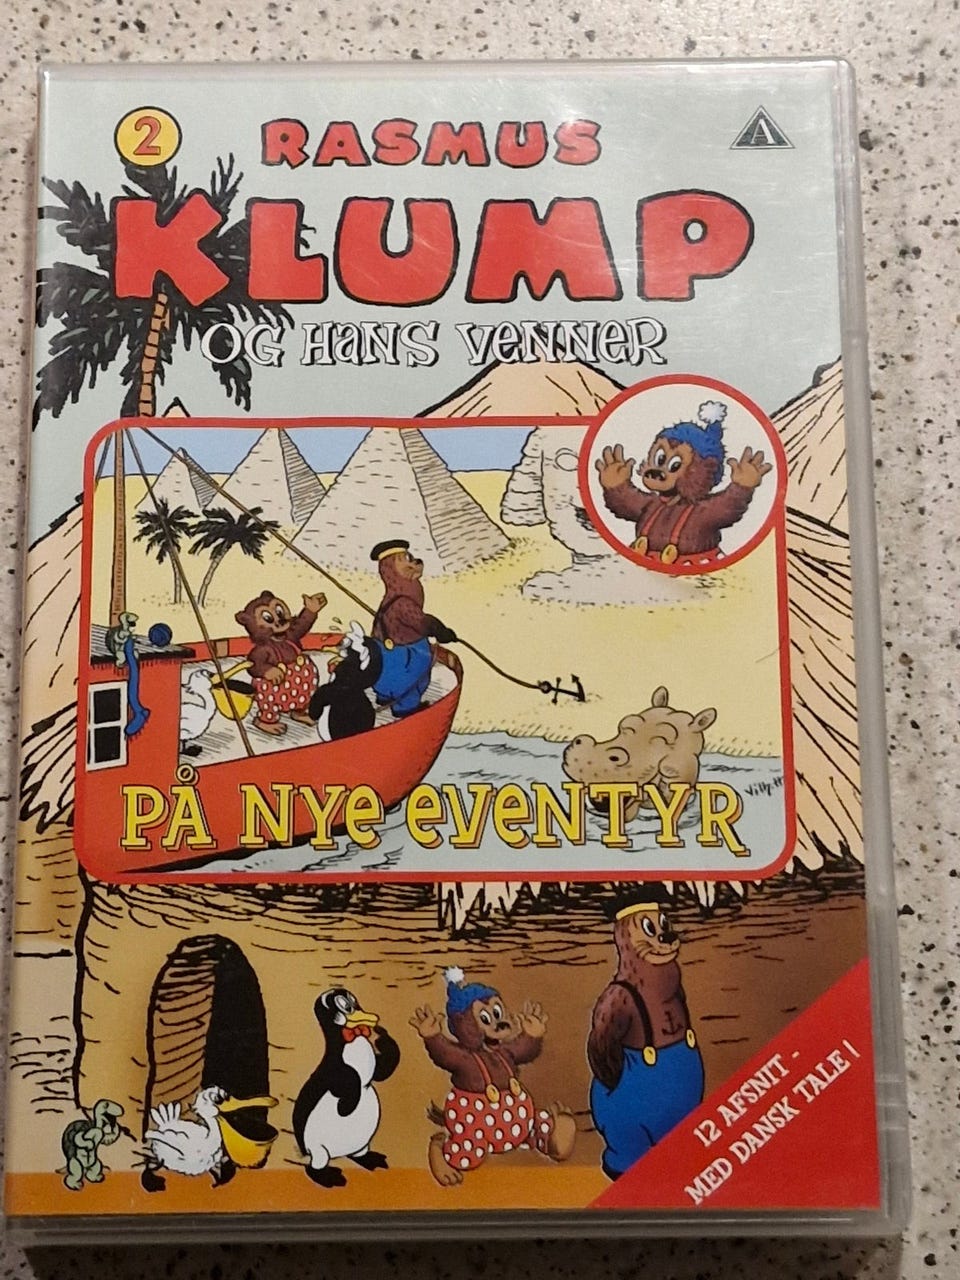 2
RASMUS
KLUMP
OG HANS VENNER
A
PÅ NYE EVENTYR
12 AFSNIT -
MED DANSK TALE!